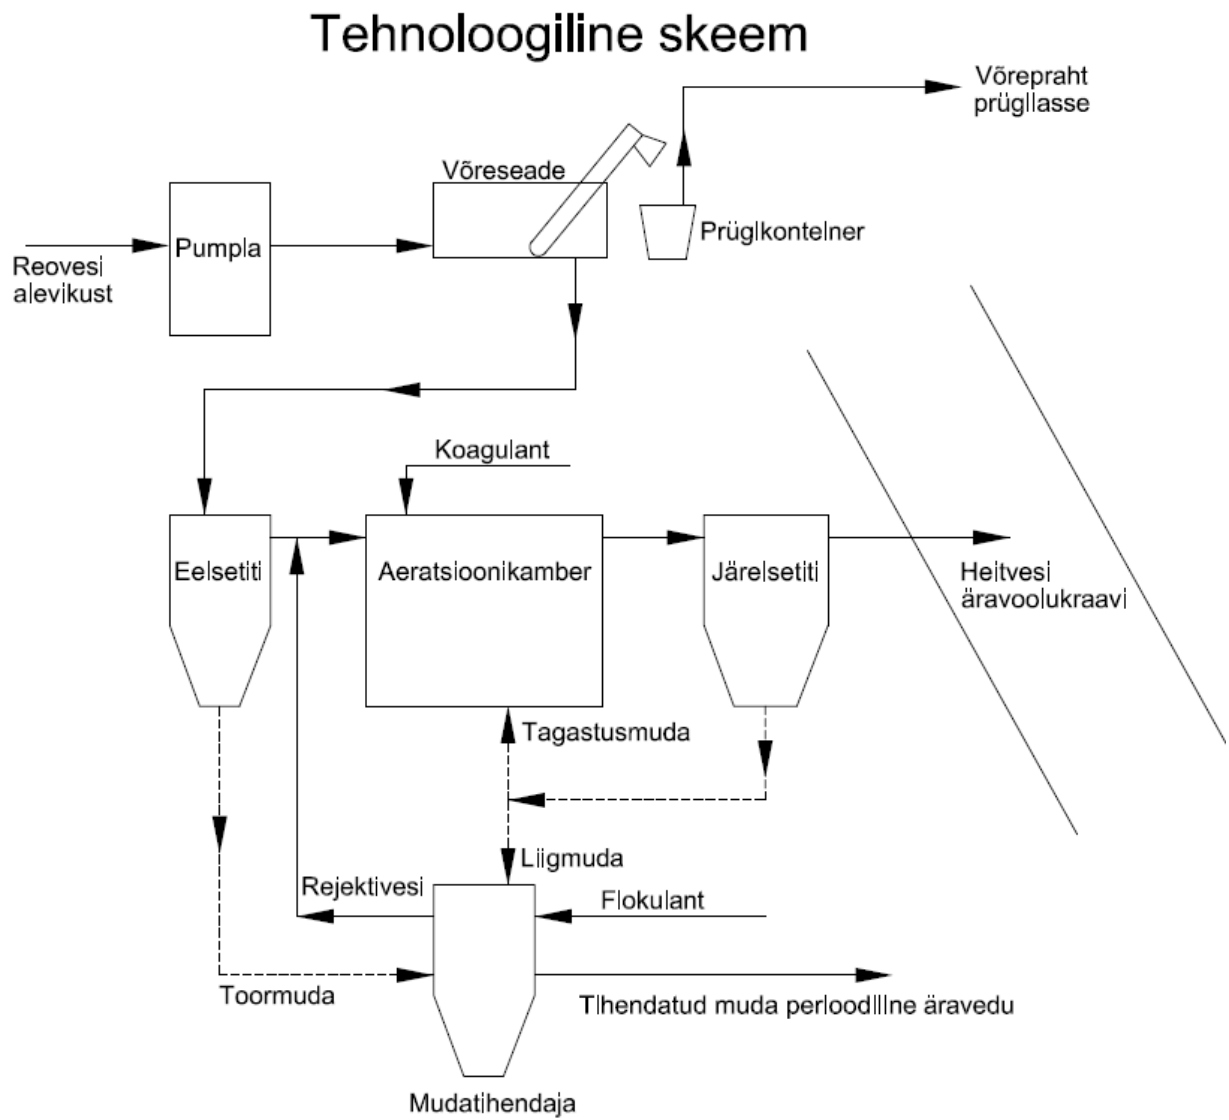 Tehnoloogiline skeem
Võrepraht
prügilasse
Võreseade
Pumpla
Prügikonteiner
Reovesi
alevikust
Koagulant
Eelsetiti
Aeratsioonikamber
Järelsetiti
Heitvesi
äravoolukraavi
Tagastusmuda
Liigmuda
Rejektivesi
Flokulant
Toormuda
Tihendatud muda perioodiline äravedu
Mudatihendaja